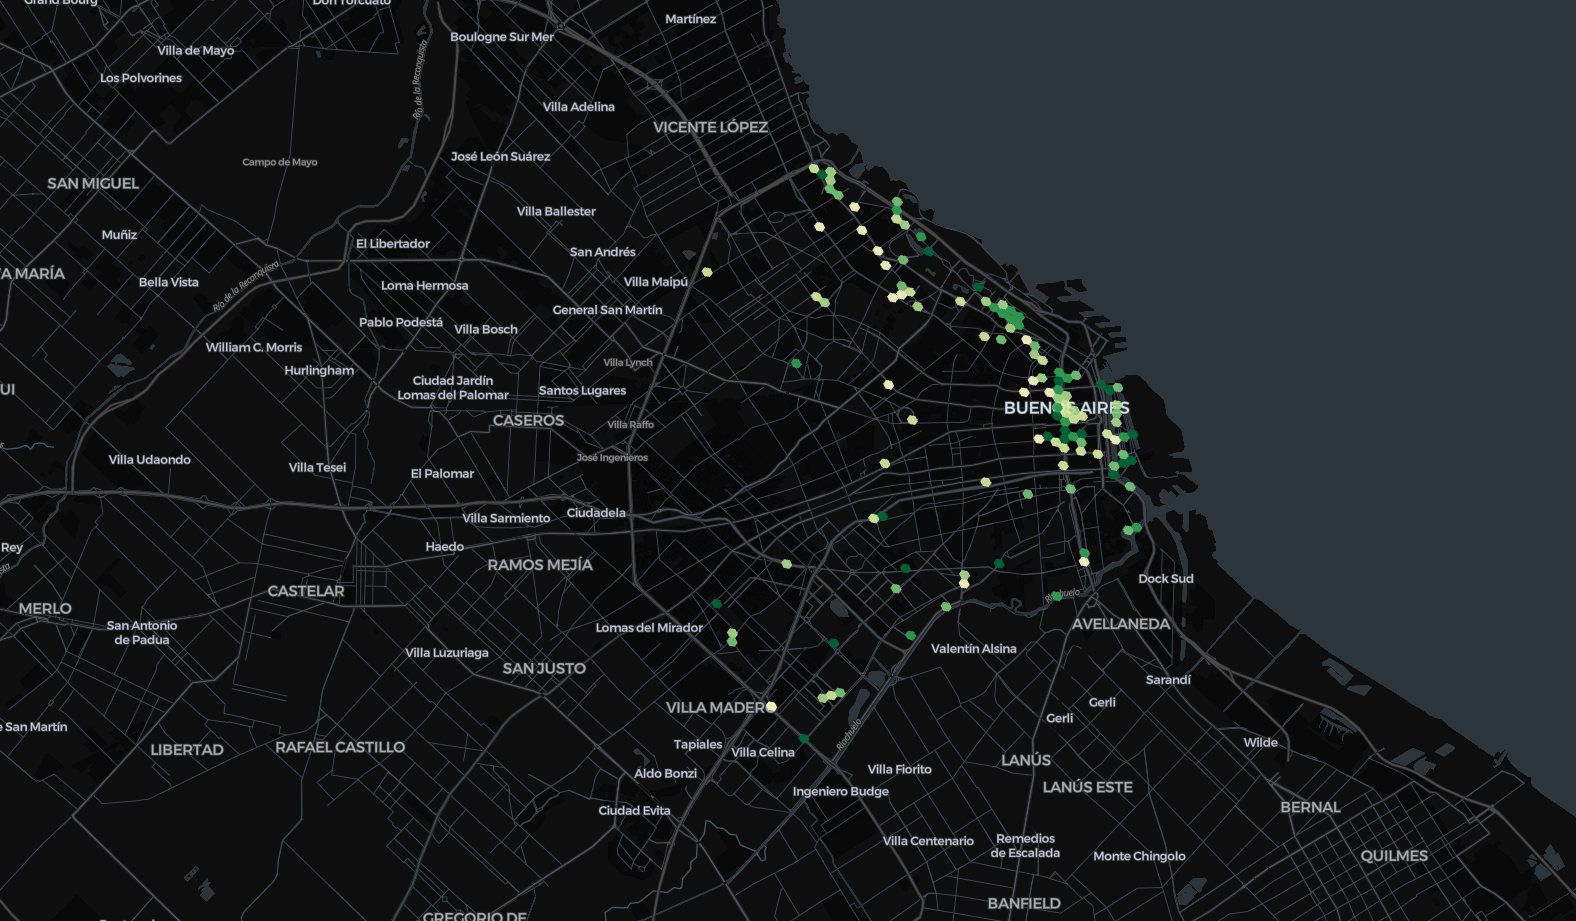 Grand Bourg
Don Torcuato
Martínez
Boulogne Sur Mer
Villa de Mayo
Los Polvorines
Río de la Reconquista
Villa Adelina
VICENTE LÓPEZ
José León Suárez
Campo de Mayo
SAN MIGUEL
Villa Ballester
Muñiz
El Libertador
San Andrés
Río de la Reconquista
A MARÍA
Bella Vista
Loma Hermosa
Villa Maipú
General San Martín
Pablo Podestá
Villa Bosch
William C. Morris
Villa Lynch
Hurlingham
Ciudad Jardín
Lomas del Palomar
Santos Lugares
UI
BUENOS AIRES
CASEROS
Villa Raffo
José Ingenieros
Villa Udaondo
Villa Tesei
El Palomar
Villa Sarmiento
Ciudadela
Rey
Haedo
RAMOS MEJÍA
Dock Sud
CASTELAR
Riachuelo
MERLO
San Antonio
de Padua
Lomas del Mirador
AVELLANEDA
Villa Luzuriaga
Valentín Alsina
SAN JUSTO
Sarandí
Gerli
VILLA MADERO
Gerli
e San Martín
Riachuelo
Wilde
LIBERTAD
RAFAEL CASTILLO
Tapiales
Villa Celina
LANÚS
Aldo Bonzi
Villa Fiorito
Ingeniero Budge
LANÚS ESTE
Ciudad Evita
BERNAL
Villa Centenario
Remedios
de Escalada
Monte Chingolo
QUILMES
BANFIELD
GREGORIO DE